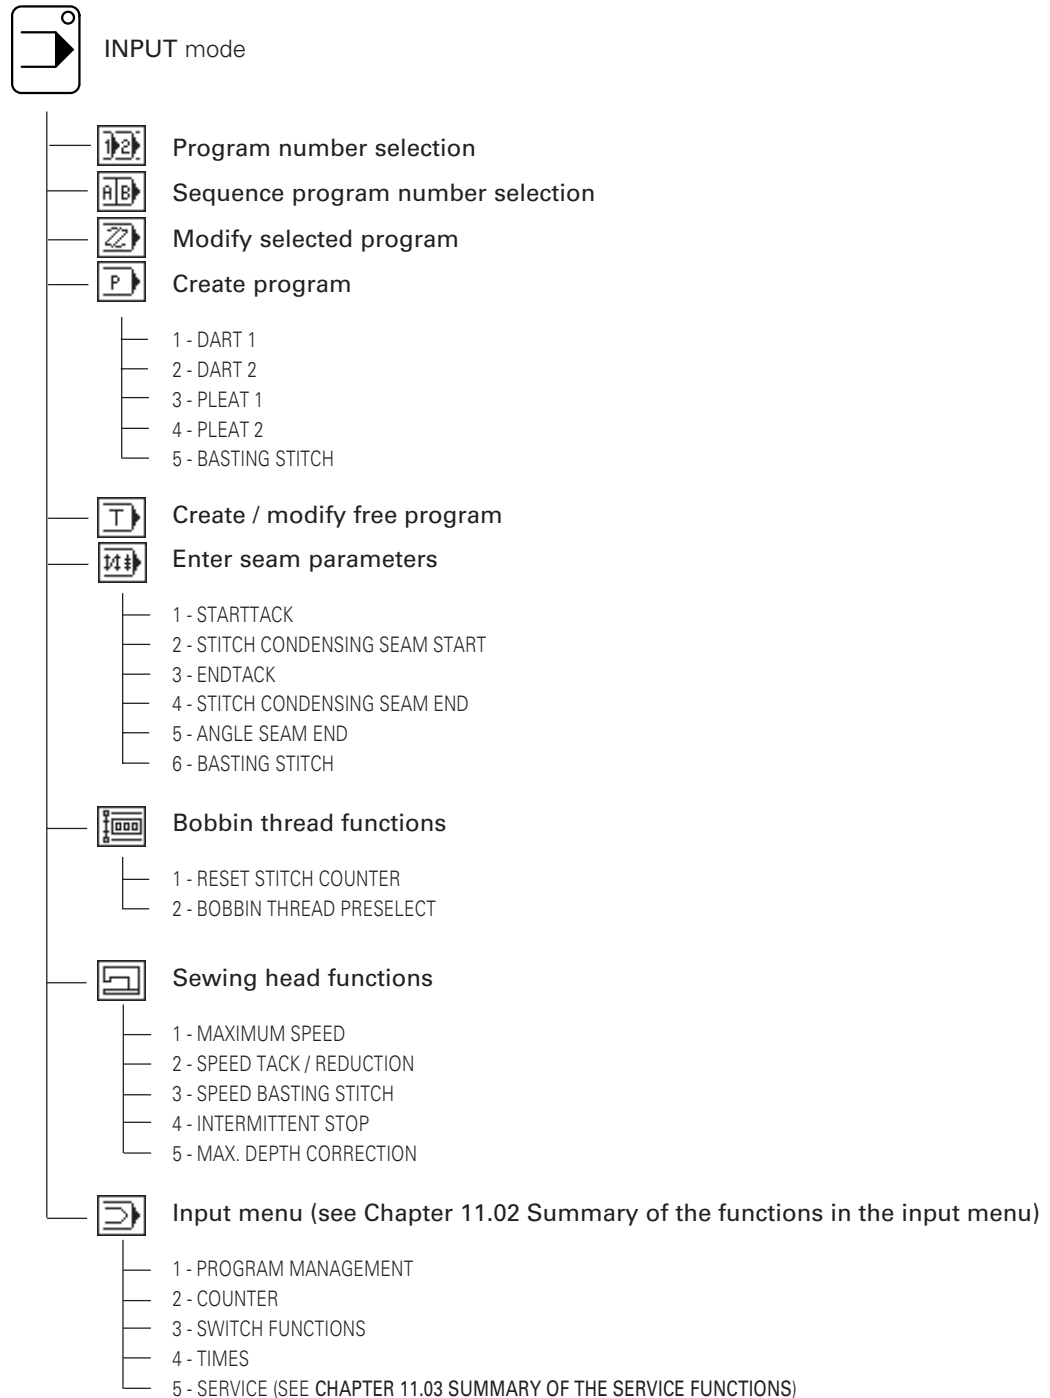 INPUT mode
1 2 Program number selection
A B Sequence program number selection
Modify selected program
P Create program
1 - DART 1
2 - DART 2
3 - PLEAT 1
4 - PLEAT 2
5 - BASTING STITCH
T Create / modify free program
Enter seam parameters
1 - STARTTACK
2 - STITCH CONDENSING SEAM START
3 - ENDTACK
4 - STITCH CONDENSING SEAM END
5 - ANGLE SEAM END
6 - BASTING STITCH
Bobbin thread functions
1 - RESET STITCH COUNTER
2 - BOBBIN THREAD PRESELECT
Sewing head functions
1 - MAXIMUM SPEED
2 - SPEED TACK / REDUCTION
3 - SPEED BASTING STITCH
4 - INTERMITTENT STOP
5 - MAX. DEPTH CORRECTION
Input menu (see Chapter 11.02 Summary of the functions in the input menu)
1 - PROGRAM MANAGEMENT
2 - COUNTER
3 - SWITCH FUNCTIONS
4 - TIMES
5 - SERVICE (SEE CHAPTER 11.03 SUMMARY OF THE SERVICE FUNCTIONS)